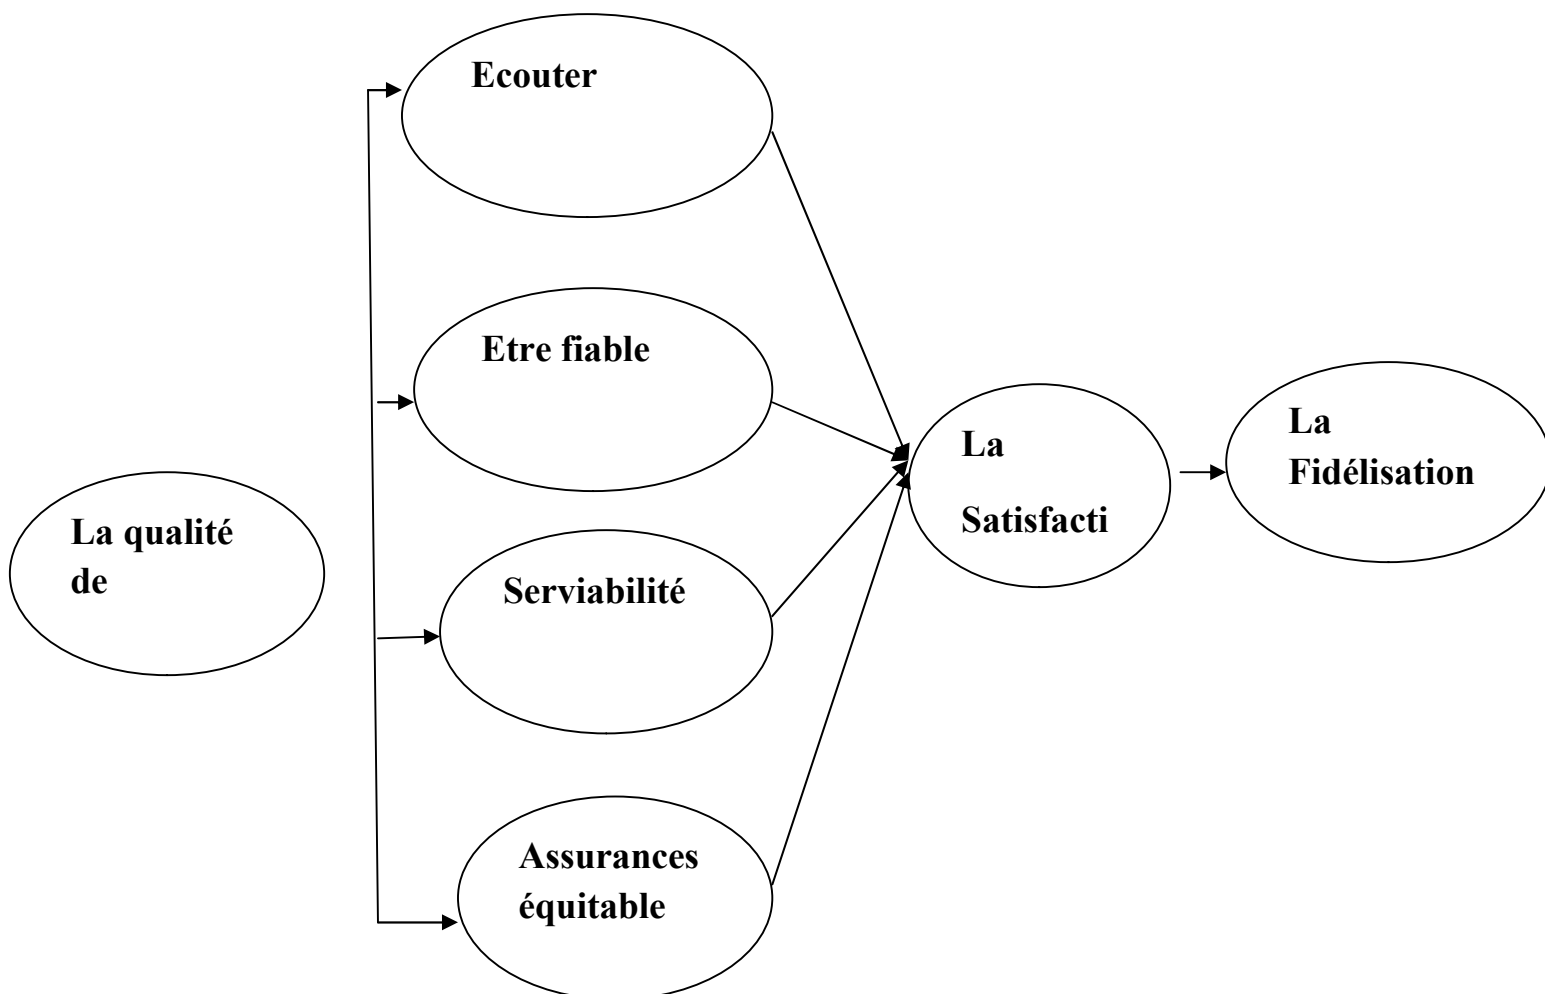 Ecouter
Etre fiable
La qualité
de
Serviabilité
Assurances
équitable
La
Satisfacti
La
Fidélisation